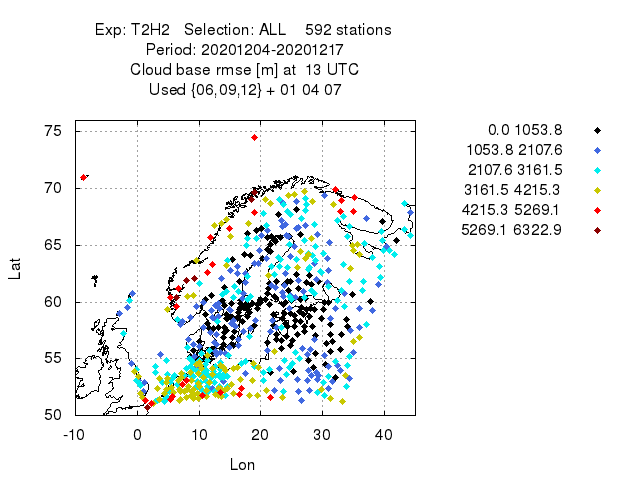 Exp: T2H2 Selection: ALL 592 stations
Period: 20201204-20201217
Cloud base rmse [m] at 13 UTC
Used {06,09,12} + 01 04 07
0.0 1053.8
1053.8 2107.6
2107.6 3161.5
3161.5 4215.3
4215.3 5269.1
5269.1 6322.9
75
70
65
60
55
50
Lat
-10 0 10 20 30 40
Lon